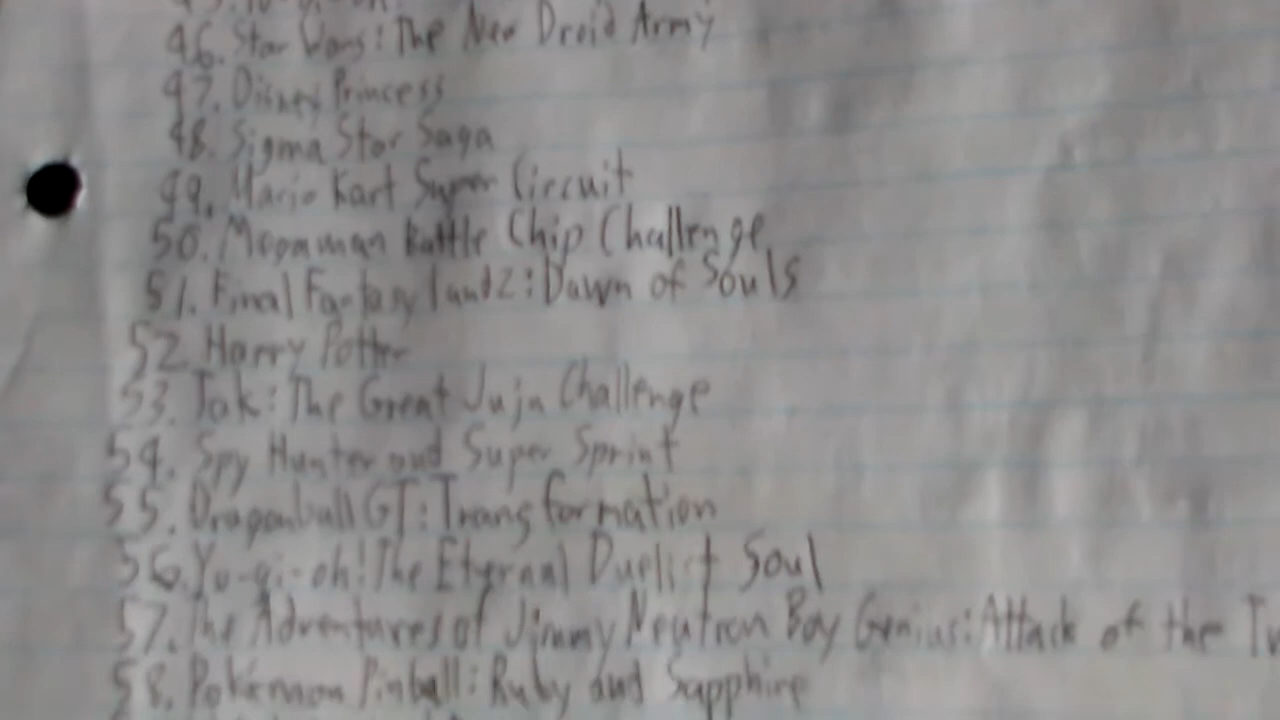 46. Star Wars: The New Droid Army
47. Disney Princess
48. Sigma Star Saga
49. Mario Kart Super Circuit
50. Megaman Battle Chip Challenge
51. Final Fantasy 1 and 2: Dawn of Souls
52. Harry Potter
53. Tak: The Great Juju Challenge
54. Spy Hunter and Super Sprint
55. Dragonball GT: Transformation
56. Yu-gi-oh! The Eternal Duelist Soul
57. The Adventures of Jimmy Neutron Boy Genius: Attack of the Tw
58. Pokémon Pinball: Ruby and Sapphire